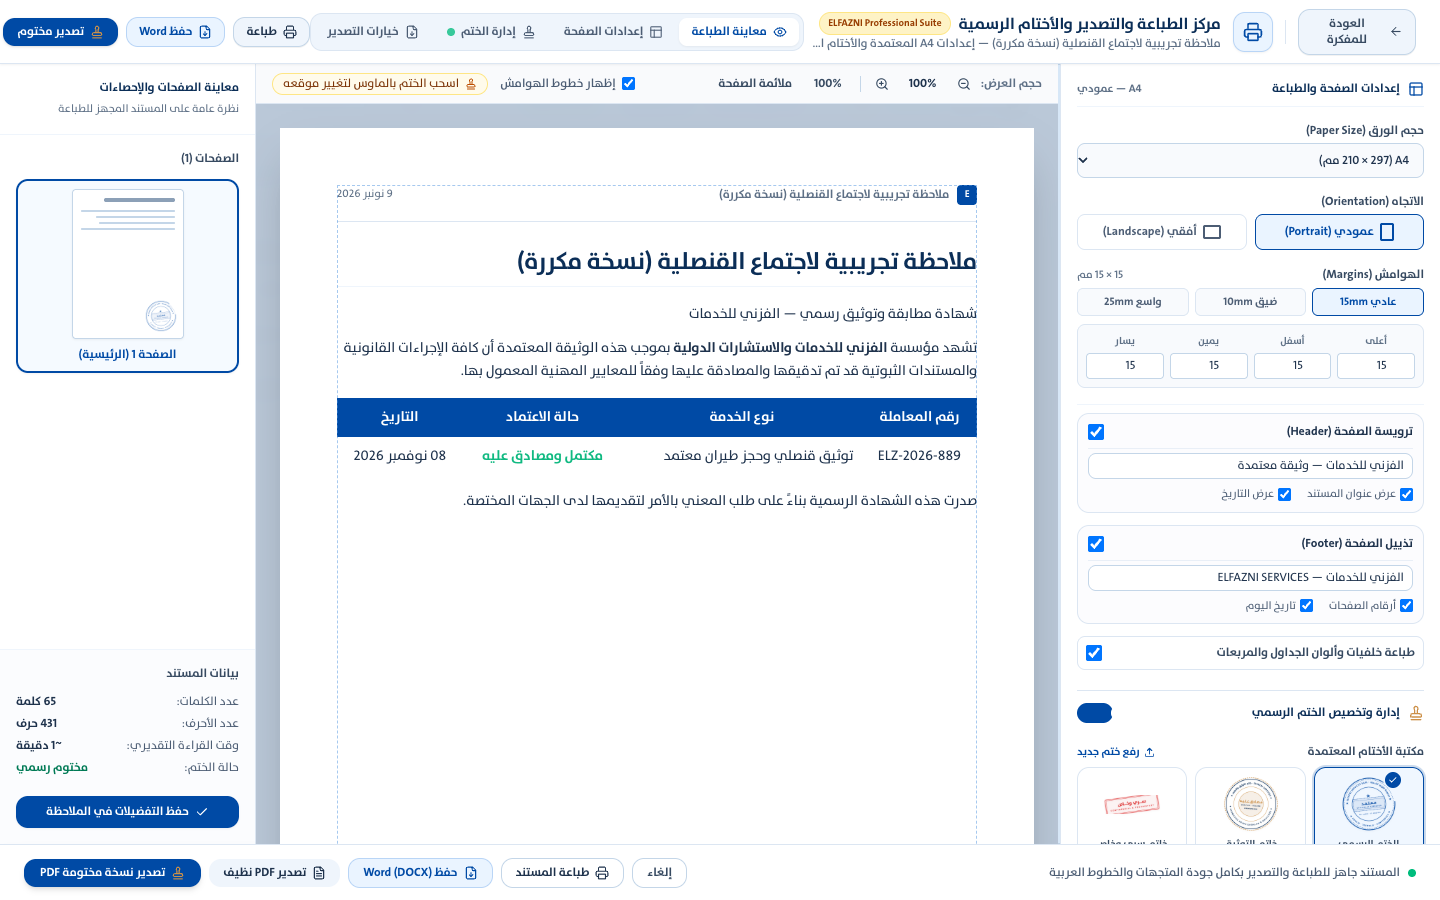 العودة للمفكرة
مركز الطباعة والتصدير والأختام الرسمية
ELFAZNI Professional Suite
ملاحظة تجريبية لاجتماع القنصلية (نسخة مكررة) — إعدادات A4 المعتمدة والأختام ا...
معاينة الطباعة
إعدادات الصفحة
إدارة الختم
خيارات التصدير
طباعة
حفظ Word
تصدير مختوم
إعدادات الصفحة والطباعة
A4 — عمودي
حجم الورق (Paper Size)
A4 (210 × 297 مم)
الاتجاه (Orientation)
عمودي (Portrait)
أفقي (Landscape)
الهوامش (Margins)
15 × 15 مم
عادي 15mm
ضيق 10mm
واسع 25mm
أعلى
أسفل
يمين
يسار
15
15
15
15
ترويسة الصفحة (Header)
الفزني للخدمات — وثيقة معتمدة
عرض عنوان المستند
عرض التاريخ
تذييل الصفحة (Footer)
الفزني للخدمات — ELFAZNI SERVICES
أرقام الصفحات
تاريخ اليوم
طباعة خلفيات وألوان الجداول والمربعات
إدارة وتخصيص الختم الرسمي
مكتبة الأختام المعتمدة
رفع ختم جديد
حجم العرض:
100%
100%
ملائمة الصفحة
إظهار خطوط الهوامش
اسحب الختم بالماوس لتغيير موقعه
E
ملاحظة تجريبية لاجتماع القنصلية (نسخة مكررة)
9 نونبر 2026
ملاحظة تجريبية لاجتماع القنصلية (نسخة مكررة)
شهادة مطابقة وتوثيق رسمي — الفزني للخدمات
تشهد مؤسسة الفزني للخدمات والاستشارات الدولية بموجب هذه الوثيقة المعتمدة أن كافة الإجراءات القانونية
والمستندات الثبوتية قد تم تدقيقها والمصادقة عليها وفقاً للمعايير المهنية المعمول بها.
رقم المعاملة
نوع الخدمة
حالة الاعتماد
التاريخ
ELZ-2026-889
توثيق قنصلي وحجز طيران معتمد
مكتمل ومصادق عليه
08 نوفمبر 2026
صدرت هذه الشهادة الرسمية بناءً على طلب المعني بالأمر لتقديمها لدى الجهات المختصة.
معاينة الصفحات والإحصاءات
نظرة عامة على المستند المجهز للطباعة
الصفحات (1)
الصفحة 1 (الرئيسية)
بيانات المستند
عدد الكلمات:
65 كلمة
عدد الأحرف:
431 حرف
وقت القراءة التقديري:
~1 دقيقة
حالة الختم:
مختوم رسمي
حفظ التفضيلات في الملاحظة
المستند جاهز للطباعة والتصدير بكامل جودة المتجهات والخطوط العربية
إلغاء
طباعة المستند
حفظ Word (DOCX)
تصدير PDF نظيف
تصدير نسخة مختومة PDF